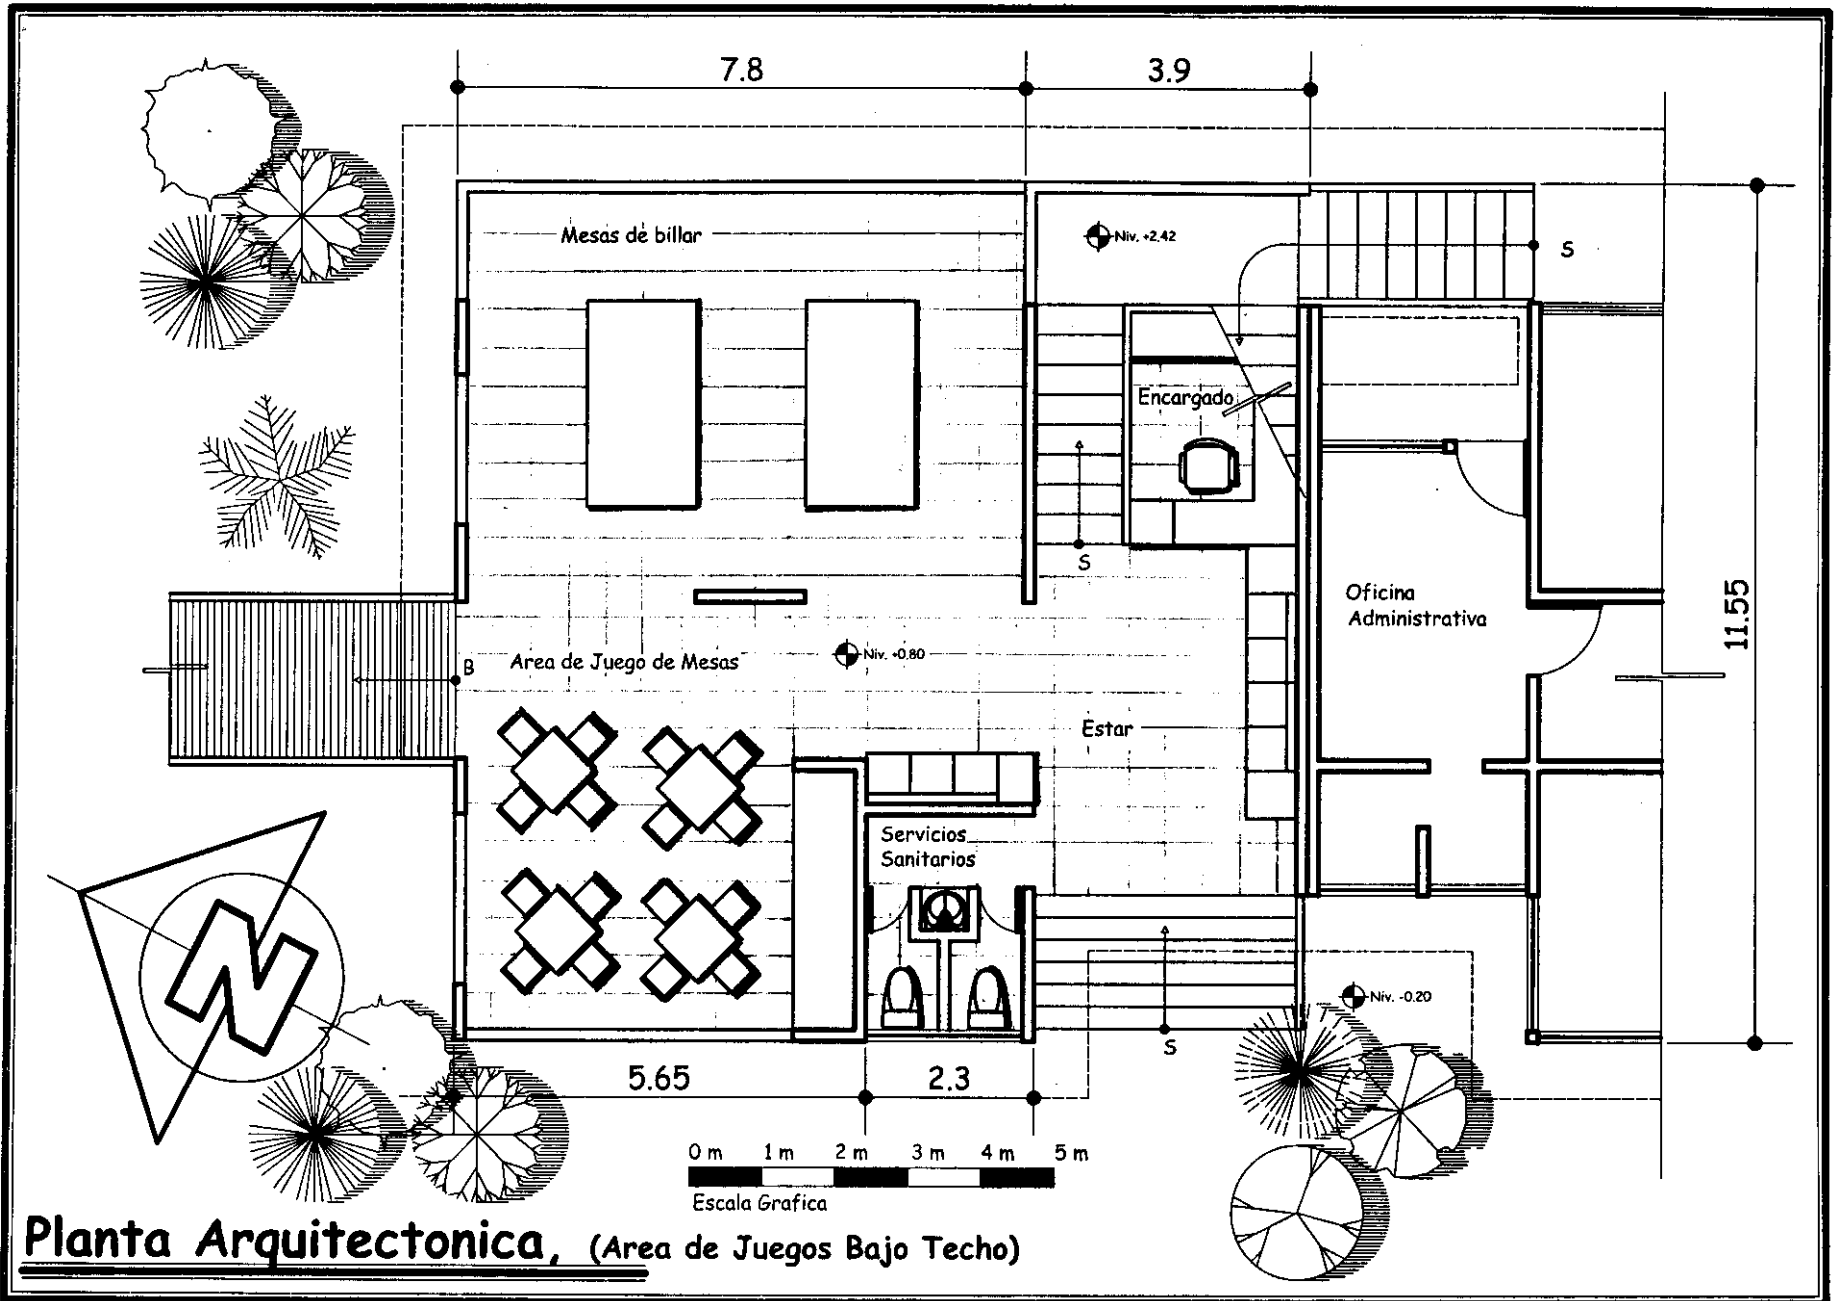 7.8
3.9
Mesas de billar
Niv. +2.42
S
Encargado
S
Oficina
Administrativa
11.55
Area de Juego de Mesas
B
Niv. +0.80
Estar
Servicios
Sanitarios
N
Niv. -0.20
S
5.65
2.3
0 m 1 m 2 m 3 m 4 m 5 m
Escala Grafica
Planta Arquitectonica, (Area de Juegos Bajo Techo)